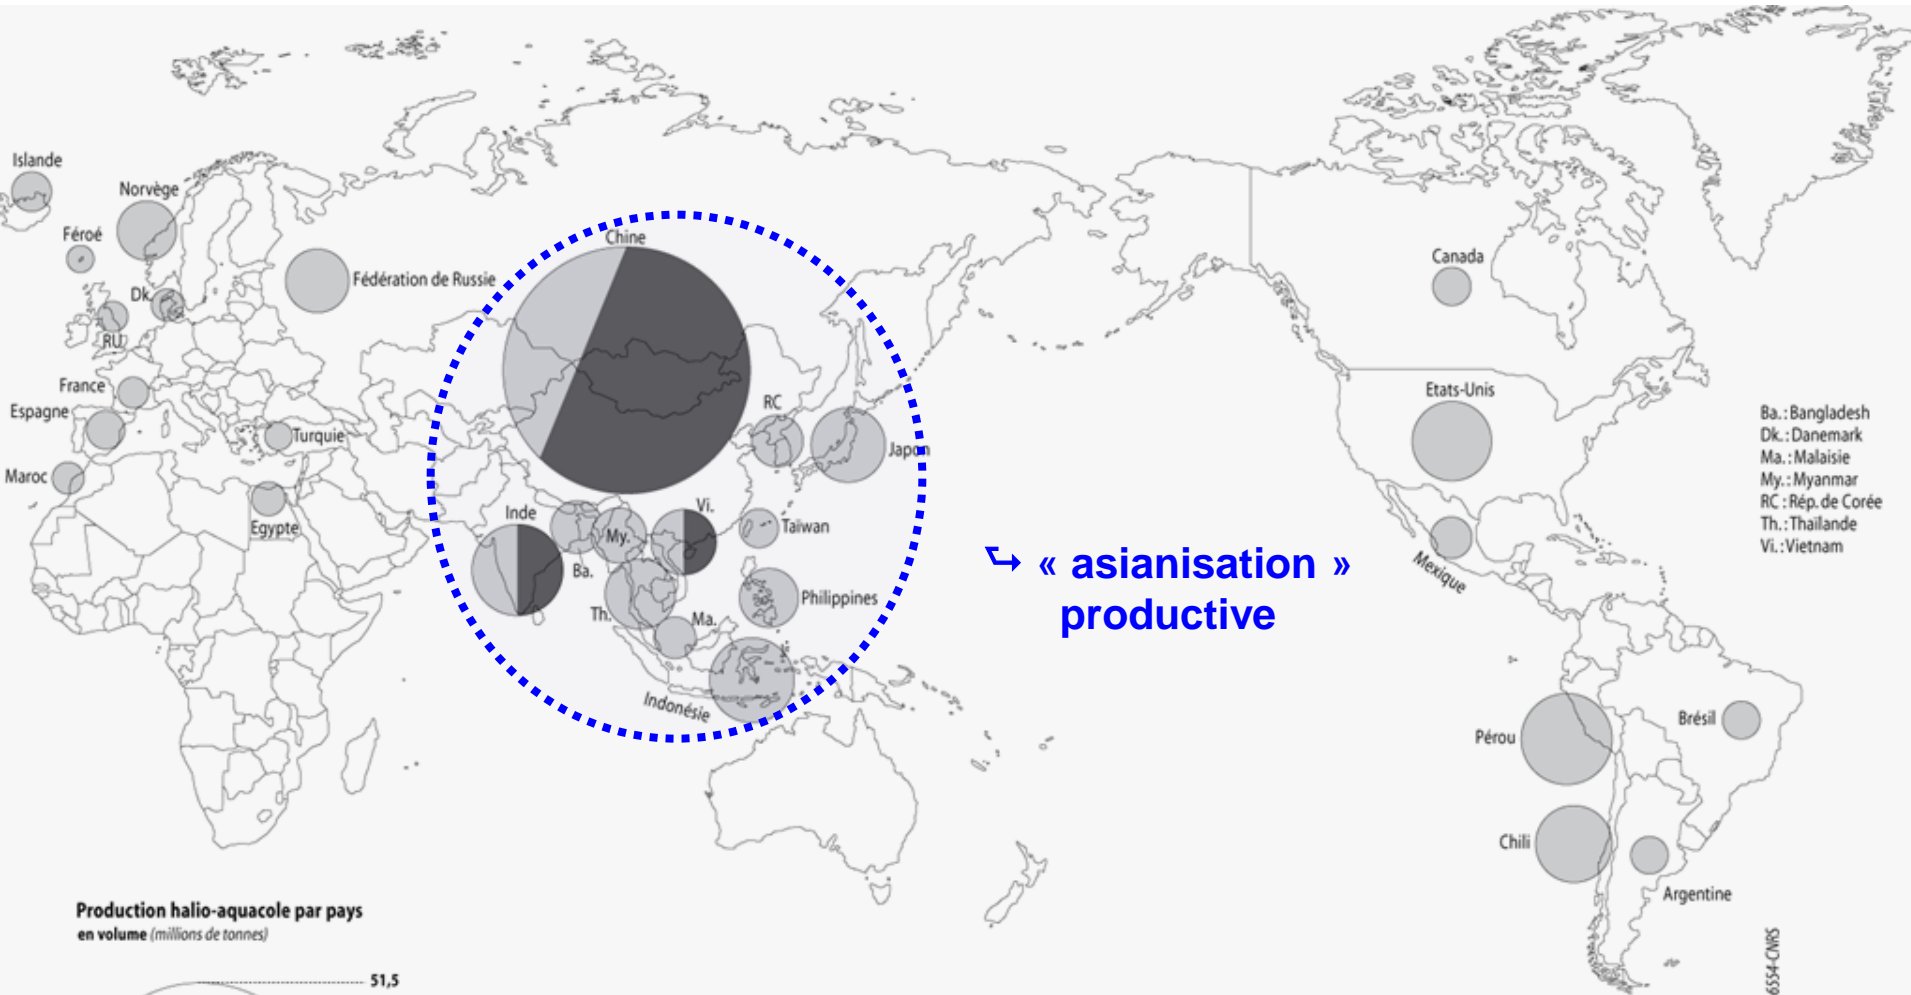 Islande
Norvège
Féroé
Dk.
RU
Fédération de Russie
France
Espagne
Turquie
Maroc
Egypte
Chine
RC
Japon
Inde
Ba.
My.
Vi.
Taïwan
Th.
Ma.
Philippines
Indonésie
« asianisation »
productive
Canada
Etats-Unis
Mexique
Pérou
Brésil
Chili
Argentine
Ba. : Bangladesh
Dk. : Danemark
Ma. : Malaisie
My. : Myanmar
RC : Rép. de Corée
Th. : Thaïlande
Vi. : Vietnam
Production halio-aquacole par pays
en volume (millions de tonnes)
51,5
6554-CNRS